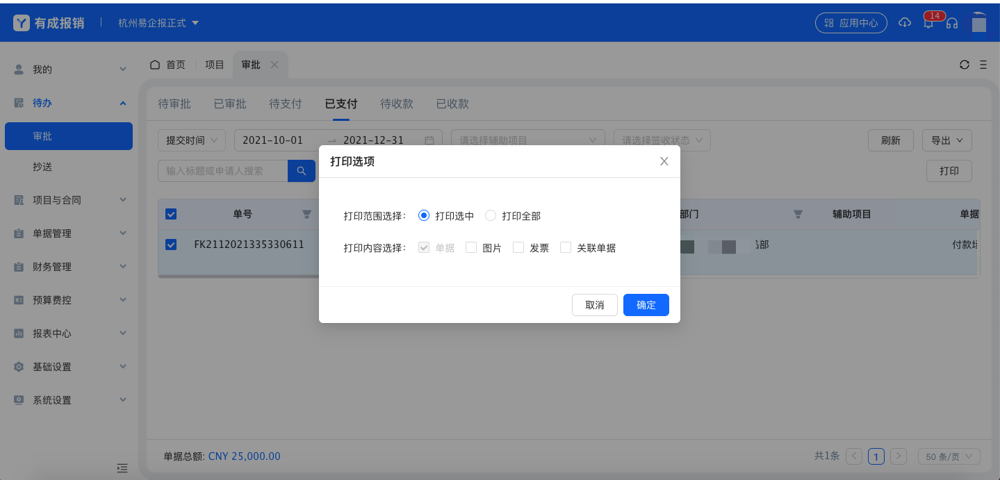 有成报销 杭州易企报正式 应用中心 14
我的
待办
审批
抄送
项目与合同
单据管理
财务管理
预算费控
报表中心
基础设置
系统设置
首页 项目 审批
待审批 已审批 待支付 已支付 待收款 已收款
提交时间 2021-10-01 → 2021-12-31 请选择辅助项目 请选择签收状态 刷新 导出
输入标题或申请人搜索 打印
单号 部门 辅助项目 单据
FK2112021335330611 部 付款
打印选项
打印范围选择： 打印选中 打印全部
打印内容选择： 单据 图片 发票 关联单据
取消 确定
单据总额: CNY 25,000.00 共1条 1 50 条/页